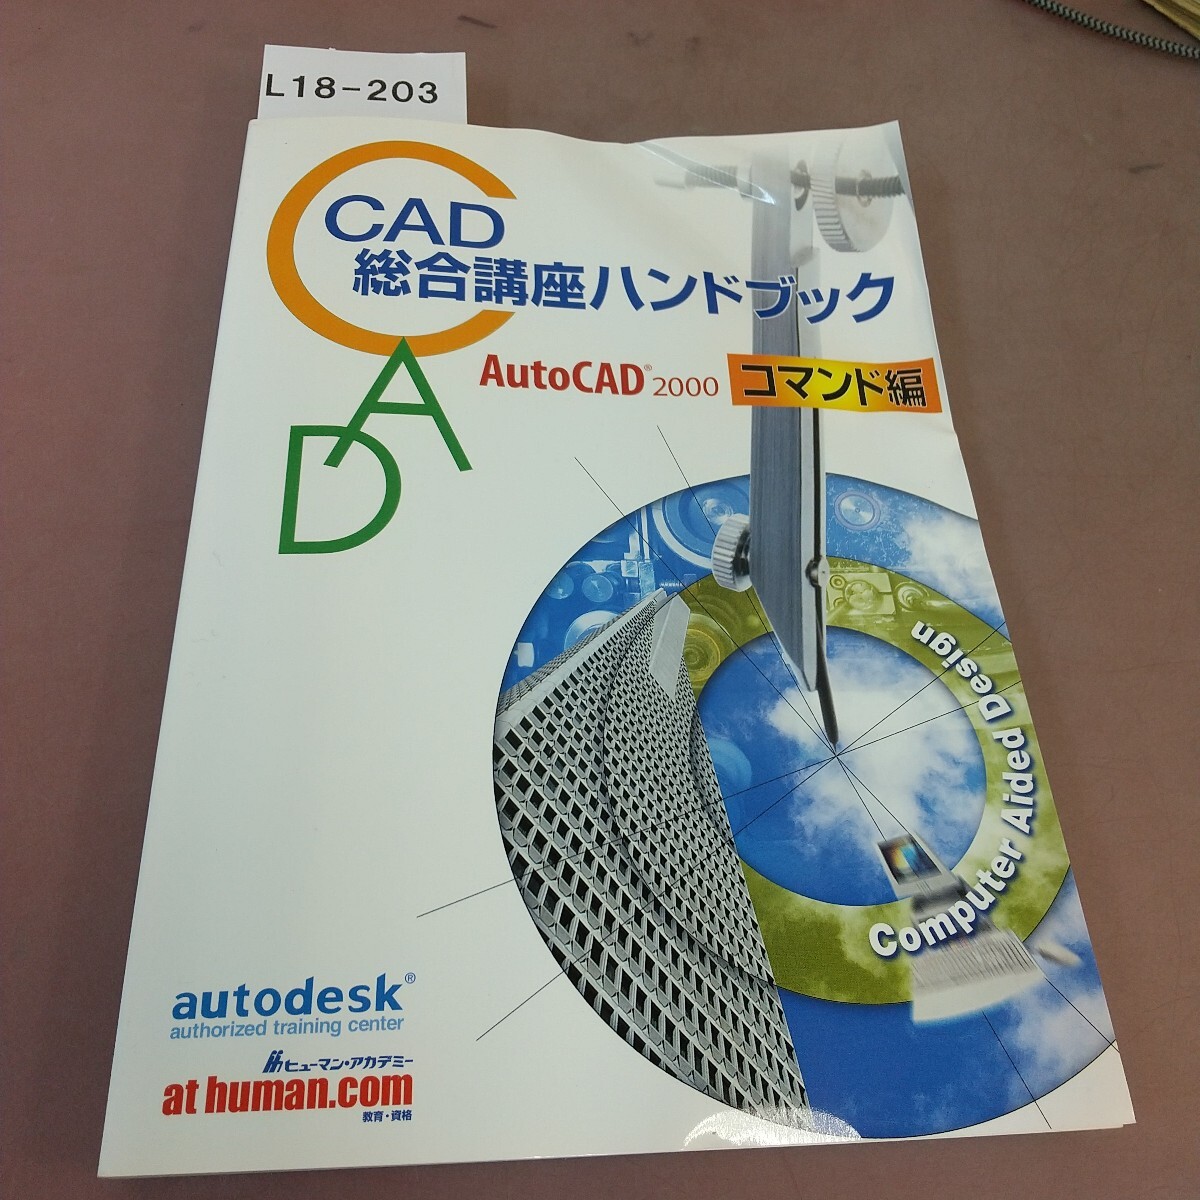 L18-203
CAD
総合講座ハンドブック
CAD
AutoCAD® 2000 コマンド編
Computer Aided Design
autodesk®
authorized training center
ヒューマン・アカデミー
at human.com
教育・資格